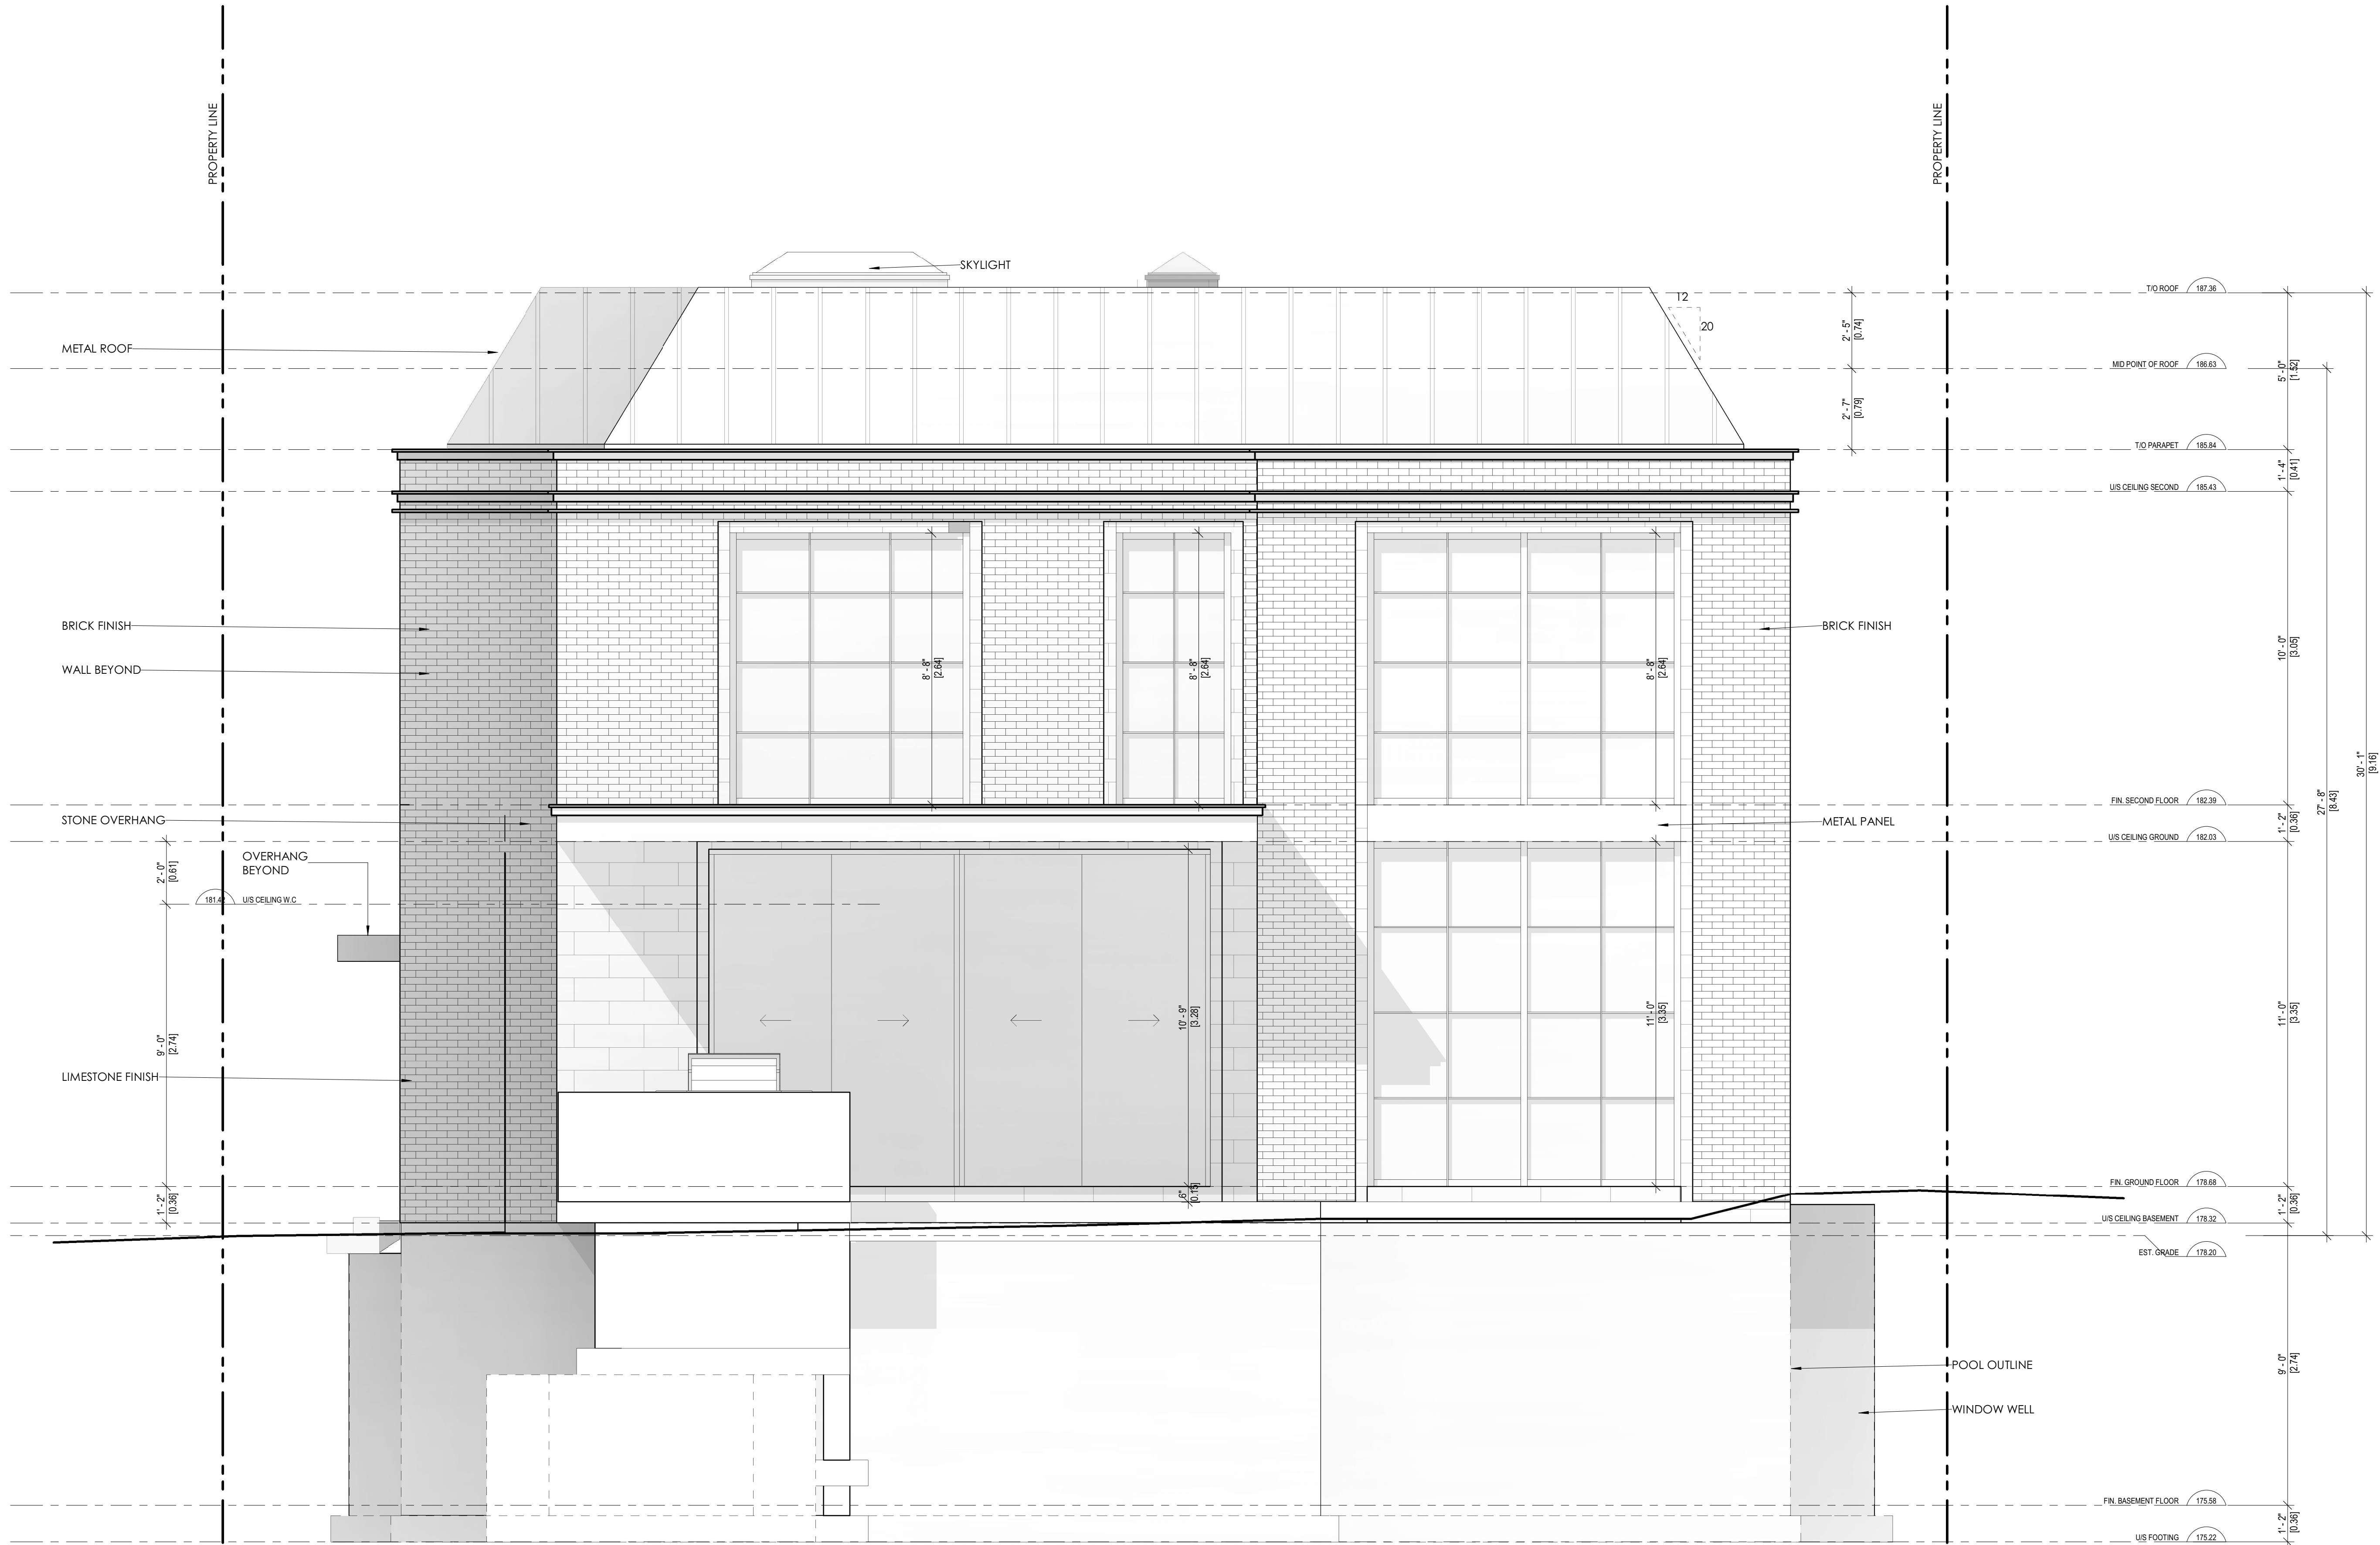 PROPERTY LINE
PROPERTY LINE
SKYLIGHT
12
20
METAL ROOF
BRICK FINISH
WALL BEYOND
STONE OVERHANG
OVERHANG
BEYOND
LIMESTONE FINISH
BRICK FINISH
METAL PANEL
POOL OUTLINE
WINDOW WELL
2' - 0"
[0.61]
181.42 U/S CEILING W.C
9' - 0"
[2.74]
1' - 2"
[0.36]
8' - 8"
[2.64]
8' - 8"
[2.64]
8' - 8"
[2.64]
10' - 9"
[3.28]
11' - 0"
[3.35]
6"
[0.15]
2' - 5"
[0.74]
2' - 7"
[0.79]
T/O ROOF 187.36
MID POINT OF ROOF 186.63
T/O PARAPET 185.84
U/S CEILING SECOND 185.43
FIN. SECOND FLOOR 182.39
U/S CEILING GROUND 182.03
FIN. GROUND FLOOR 178.68
U/S CEILING BASEMENT 178.32
EST. GRADE 178.20
FIN. BASEMENT FLOOR 175.58
U/S FOOTING 175.22
5' - 0"
[1.52]
1' - 4"
[0.41]
10' - 0"
[3.05]
1' - 2"
[0.36]
11' - 0"
[3.35]
1' - 2"
[0.36]
9' - 0"
[2.74]
1' - 2"
[0.36]
27' - 8"
[8.43]
30' - 1"
[9.16]